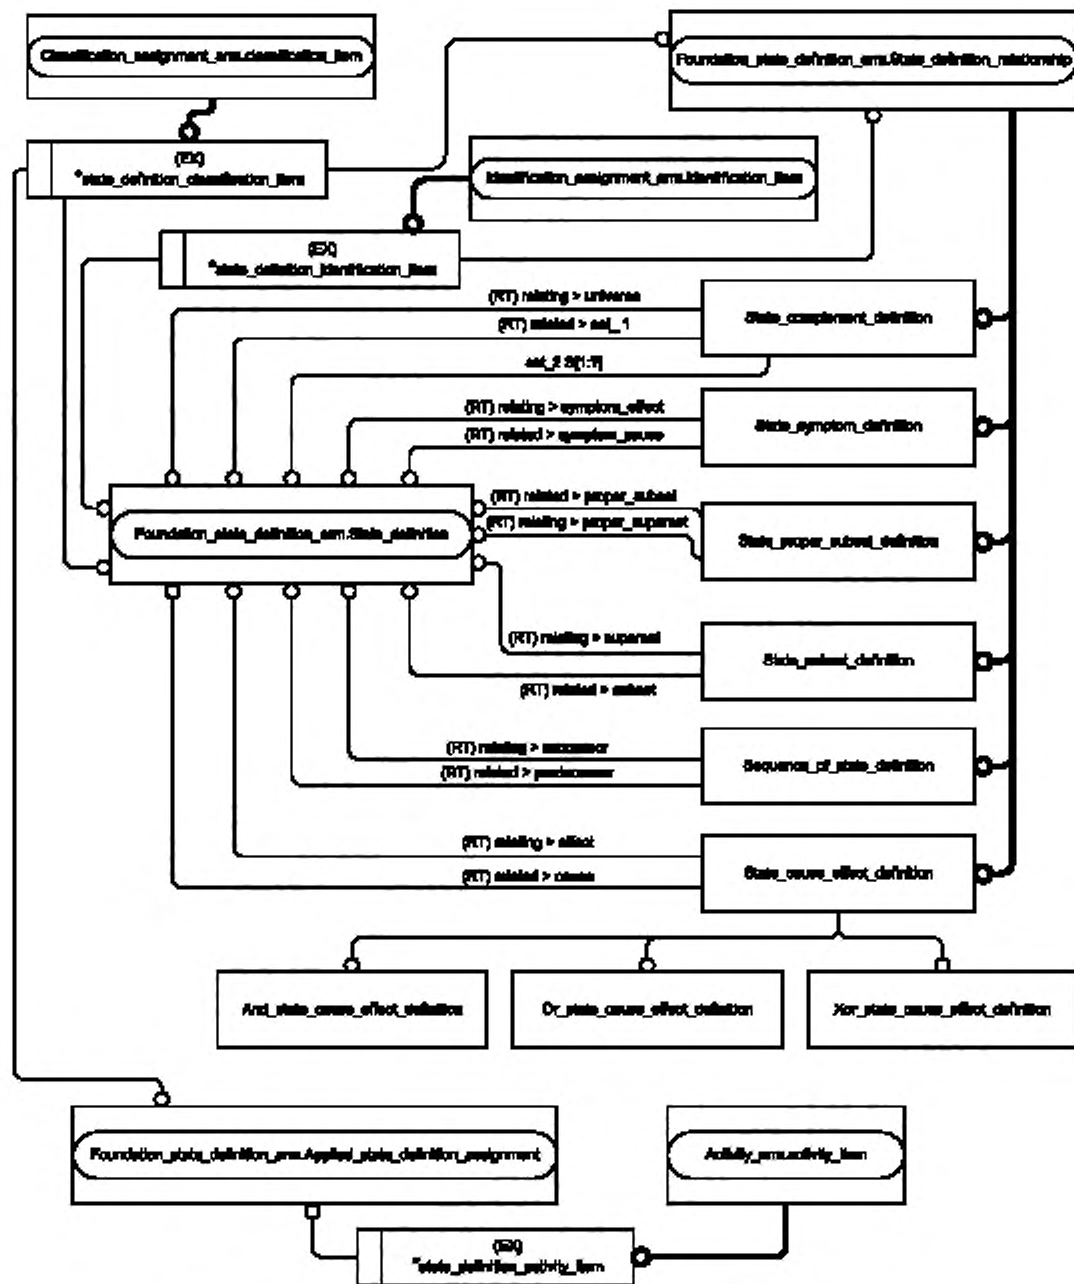 Classification_assignment_arm.classification_item
Foundation_state_definition_arm.State_definition_relationship
(EX)
*state_definition_classification_item
Identification_assignment_arm.identification_item
(EX)
*state_definition_identification_item
(RT) relating > universe
State_complement_definition
(RT) related > set_1
set_2 S[1:?]
(RT) relating > symptom_effect
State_symptom_definition
(RT) related > symptom_cause
(RT) related > proper_subset
(RT) relating > proper_superset
Foundation_state_definition_arm.State_definition
State_proper_subset_definition
(RT) relating > superset
State_subset_definition
(RT) related > subset
(RT) relating > successor
Sequence_of_state_definition
(RT) related > predecessor
(RT) relating > effect
State_cause_effect_definition
(RT) related > cause
And_state_cause_effect_definition
Or_state_cause_effect_definition
Xor_state_cause_effect_definition
Foundation_state_definition_arm.Applied_state_definition_assignment
Activity_arm.activity_item
(EX)
*state_definition_activity_item